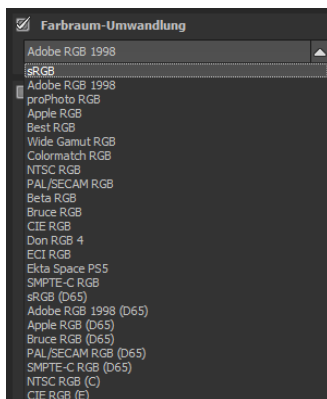 Farbraum-Umwandlung
Adobe RGB 1998
sRGB
Adobe RGB 1998
proPhoto RGB
Apple RGB
Best RGB
Wide Gamut RGB
Colormatch RGB
NTSC RGB
PAL/SECAM RGB
Beta RGB
Bruce RGB
CIE RGB
Don RGB 4
ECI RGB
Ekta Space PS5
SMPTE-C RGB
sRGB (D65)
Adobe RGB 1998 (D65)
Apple RGB (D65)
Bruce RGB (D65)
PAL/SECAM RGB (D65)
SMPTE-C RGB (D65)
NTSC RGB (C)
CIE RGB (E)